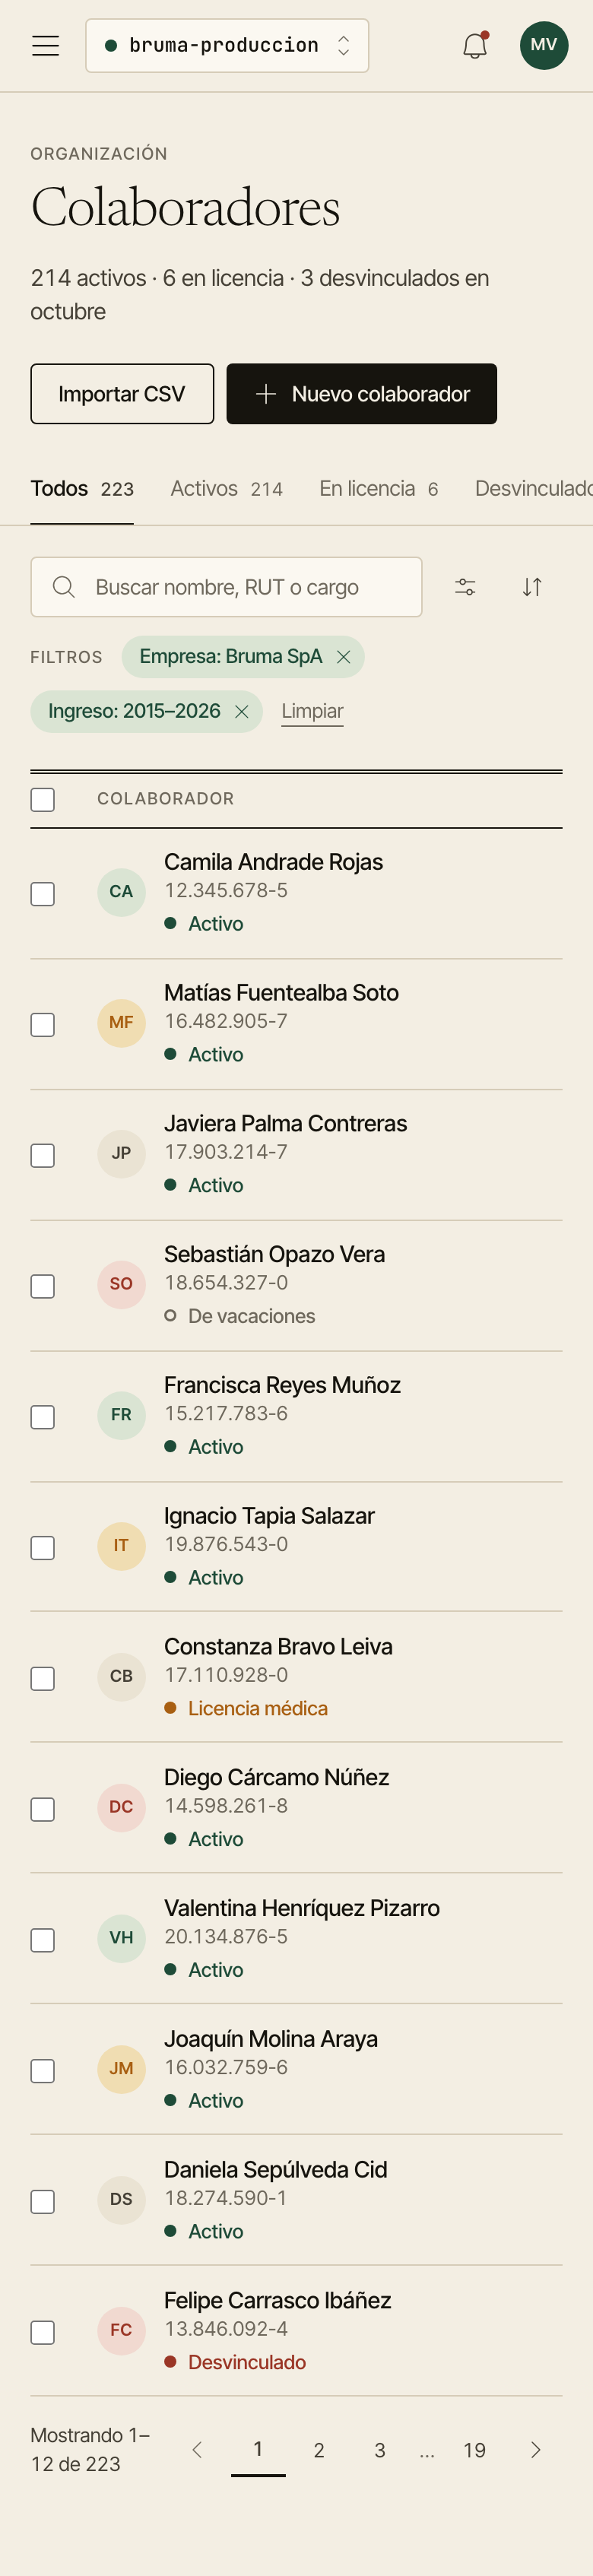 bruma-produccion
MV
ORGANIZACIÓN
Colaboradores
214 activos · 6 en licencia · 3 desvinculados en
octubre
Importar CSV
Nuevo colaborador
Todos 223 Activos 214 En licencia 6 Desvinculado
Buscar nombre, RUT o cargo
FILTROS Empresa: Bruma SpA
Ingreso: 2015–2026 Limpiar
COLABORADOR
CA
Camila Andrade Rojas
12.345.678-5
Activo
MF
Matías Fuentealba Soto
16.482.905-7
Activo
JP
Javiera Palma Contreras
17.903.214-7
Activo
SO
Sebastián Opazo Vera
18.654.327-0
De vacaciones
FR
Francisca Reyes Muñoz
15.217.783-6
Activo
IT
Ignacio Tapia Salazar
19.876.543-0
Activo
CB
Constanza Bravo Leiva
17.110.928-0
Licencia médica
DC
Diego Cárcamo Núñez
14.598.261-8
Activo
VH
Valentina Henríquez Pizarro
20.134.876-5
Activo
JM
Joaquín Molina Araya
16.032.759-6
Activo
DS
Daniela Sepúlveda Cid
18.274.590-1
Activo
FC
Felipe Carrasco Ibáñez
13.846.092-4
Desvinculado
Mostrando 1–
12 de 223
1 2 3 … 19